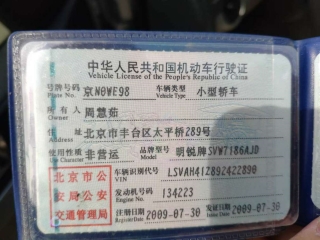 中华人民共和国机动车行驶证
Vehicle License of the People's Republic of China
号牌号码 京N0WE98 车辆类型 小型轿车
Plate No. Vehicle Type
所有人 周慧茹
Owner
住址 北京市丰台区太平桥289号
Address
使用性质 非营运 品牌型号 明锐牌SVW7186AJD
Use Character Model
北京市公 车辆识别代号 LSVAH41Z892422890
VIN
安局公安 发动机号码 134223
Engine No.
交通管理局 注册日期 2009-07-30 发证日期 2009-07-30
Register Date Issue Date